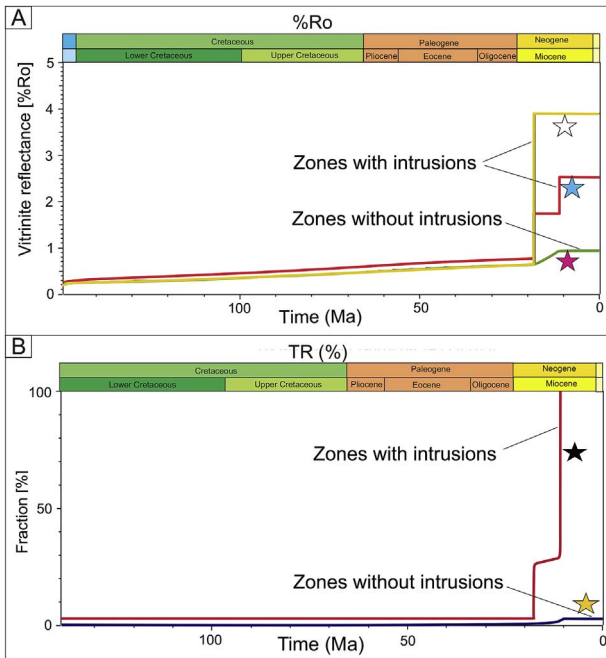 A
%Ro
Cretaceous
Paleogene
Neogene
Lower Cretaceous
Upper Cretaceous
Pliocene
Eocene
Oligocene
Miocene
Vitrinite reflectance [%Ro]
5
4
3
2
1
0
Zones with intrusions
Zones without intrusions
100
50
0
Time (Ma)
B
TR (%)
Cretaceous
Paleogene
Neogene
Lower Cretaceous
Upper Cretaceous
Pliocene
Eocene
Oligocene
Miocene
Fraction [%]
100
50
0
Zones with intrusions
Zones without intrusions
100
50
0
Time (Ma)